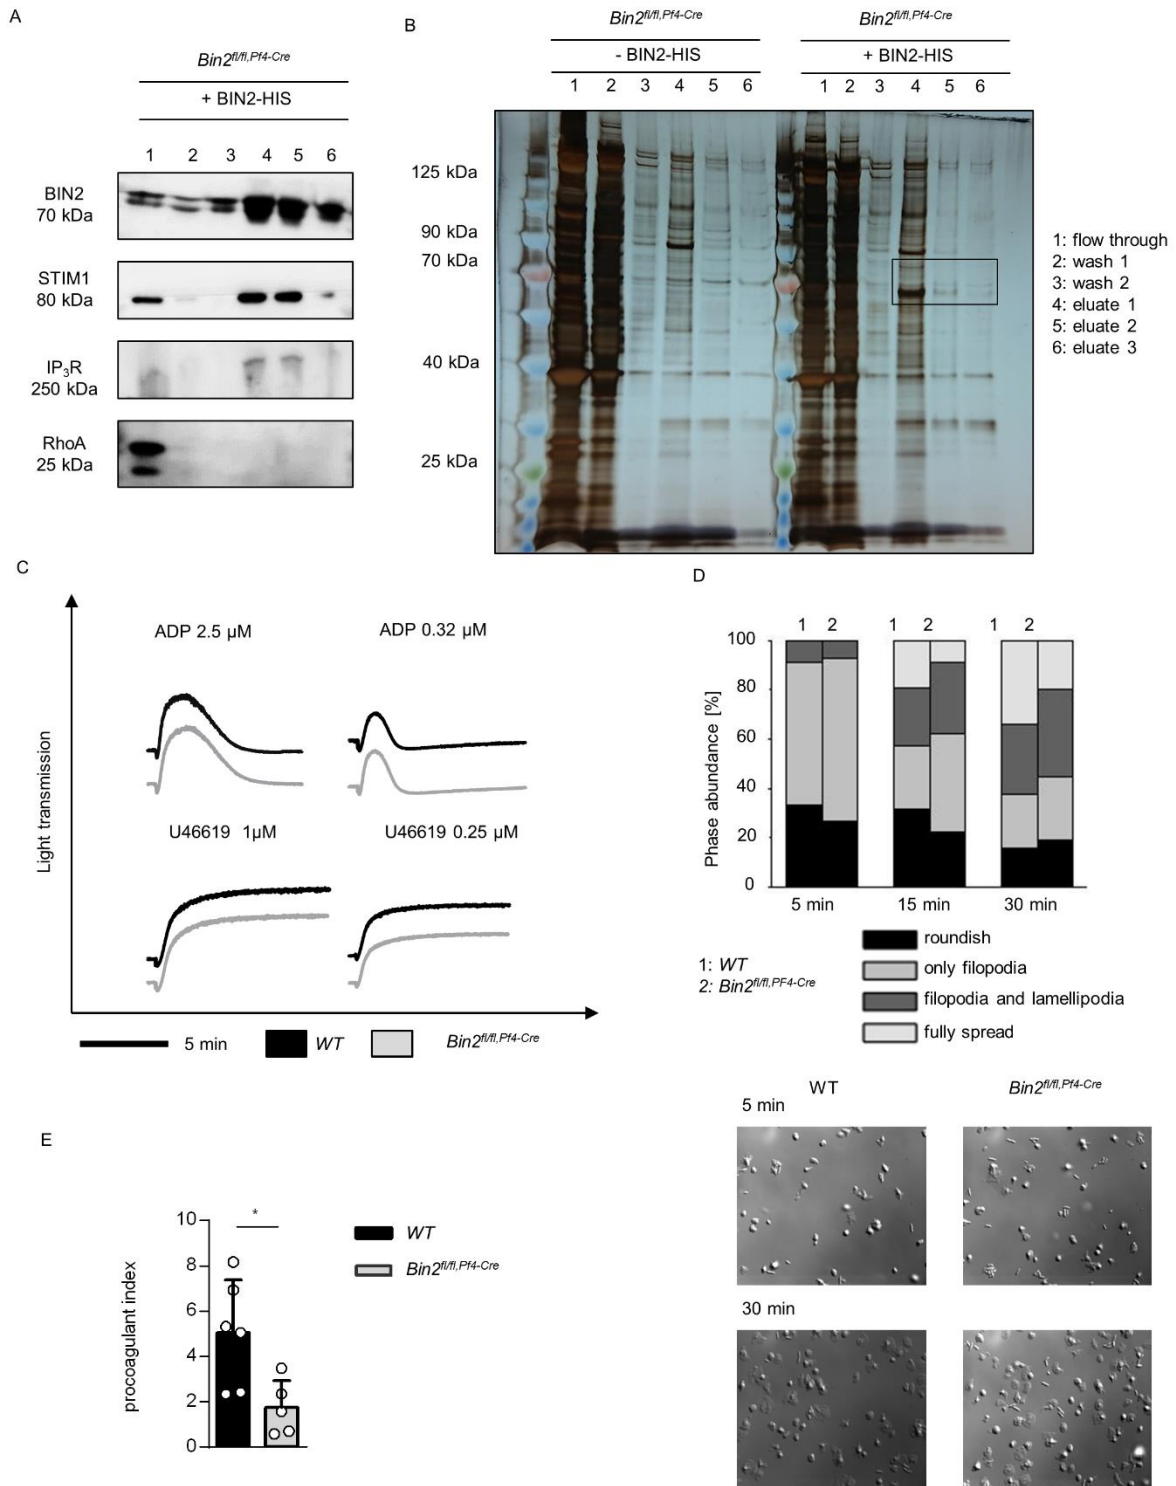 A
Bin2fl/fl,Pf4-Cre
+ BIN2-HIS
1 2 3 4 5 6
BIN2
70 kDa
STIM1
80 kDa
IP3R
250 kDa
RhoA
25 kDa
B
Bin2fl/fl,Pf4-Cre
- BIN2-HIS
1 2 3 4 5 6
Bin2fl/fl,Pf4-Cre
+ BIN2-HIS
1 2 3 4 5 6
125 kDa
90 kDa
70 kDa
40 kDa
25 kDa
1: flow through
2: wash 1
3: wash 2
4: eluate 1
5: eluate 2
6: eluate 3
C
Light transmission
ADP 2.5 µM
ADP 0.32 µM
U46619 1µM
U46619 0.25 µM
5 min
WT
Bin2fl/fl,Pf4-Cre
D
Phase abundance [%]
1 2 1 2 1 2
100
80
60
40
20
0
5 min 15 min 30 min
1: WT
2: Bin2fl/fl,PF4-Cre
roundish
only filopodia
filopodia and lamellipodia
fully spread
WT
Bin2fl/fl,Pf4-Cre
5 min
30 min
E
procoagulant index
10
8
6
4
2
0
*
WT
Bin2fl/fl,Pf4-Cre